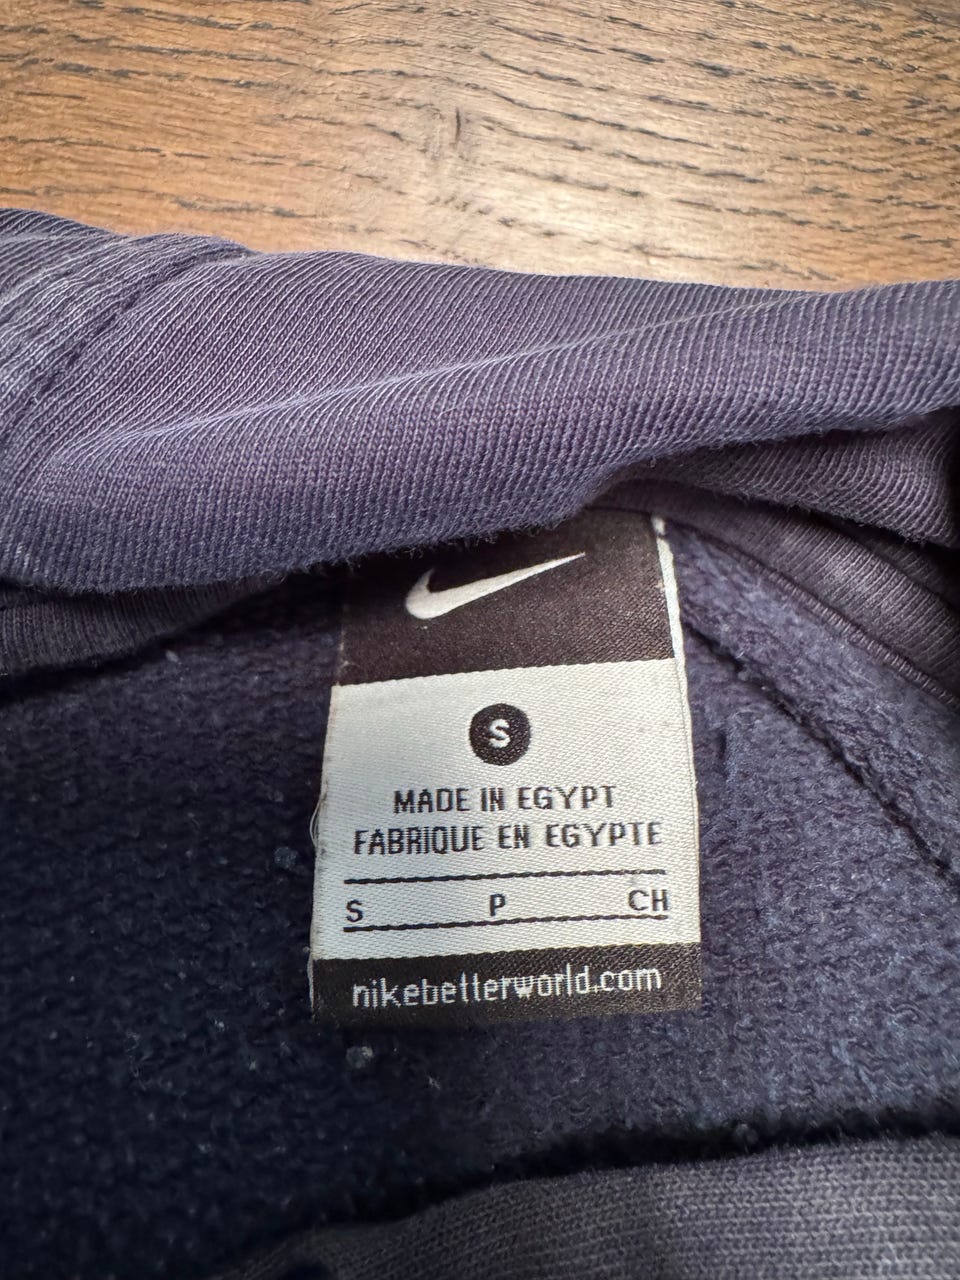 S
MADE IN EGYPT
FABRIQUE EN EGYPTE
S P CH
nikebetterworld.com